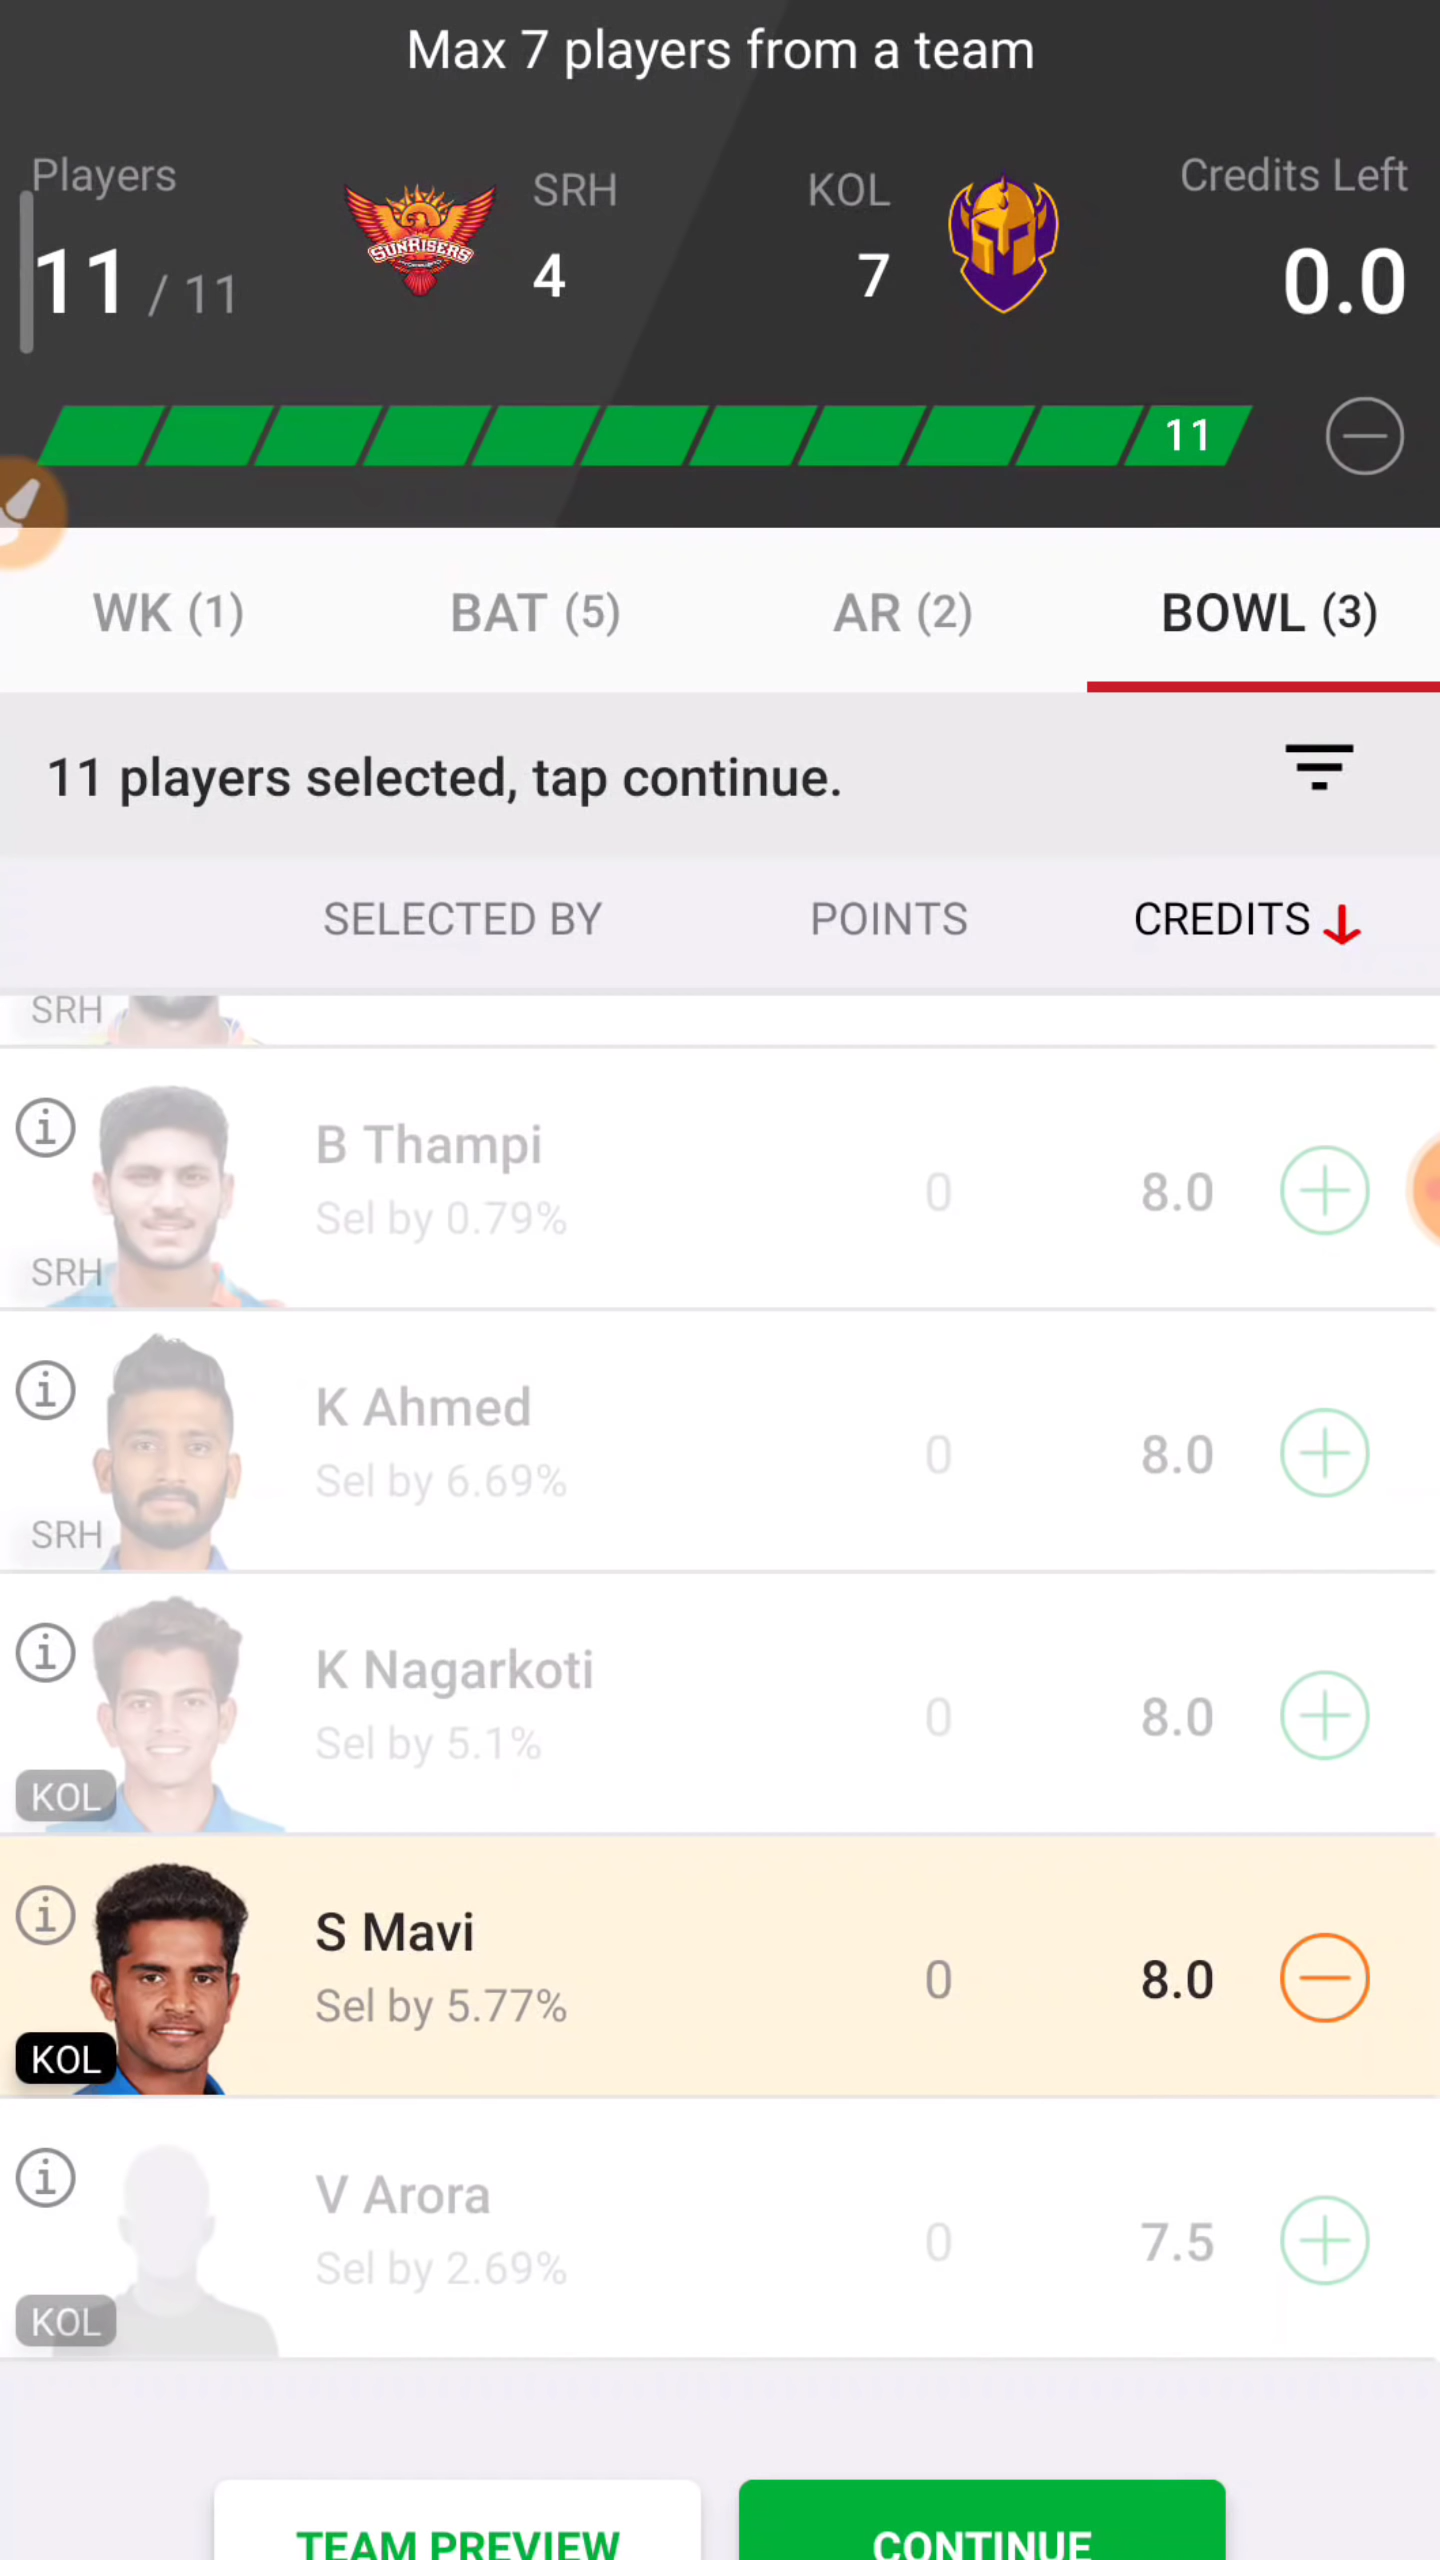 Max 7 players from a team
Players
SRH
KOL
Credits Left
11 / 11
SUNRISERS
4
7
0.0
11
WK (1)
BAT (5)
AR (2)
BOWL (3)
11 players selected, tap continue.
SELECTED BY
POINTS
CREDITS
SRH
B Thampi
Sel by 0.79%
0
8.0
SRH
K Ahmed
Sel by 6.69%
0
8.0
SRH
K Nagarkoti
Sel by 5.1%
0
8.0
KOL
S Mavi
Sel by 5.77%
0
8.0
KOL
V Arora
Sel by 2.69%
0
7.5
KOL
TEAM PREVIEW
CONTINUE